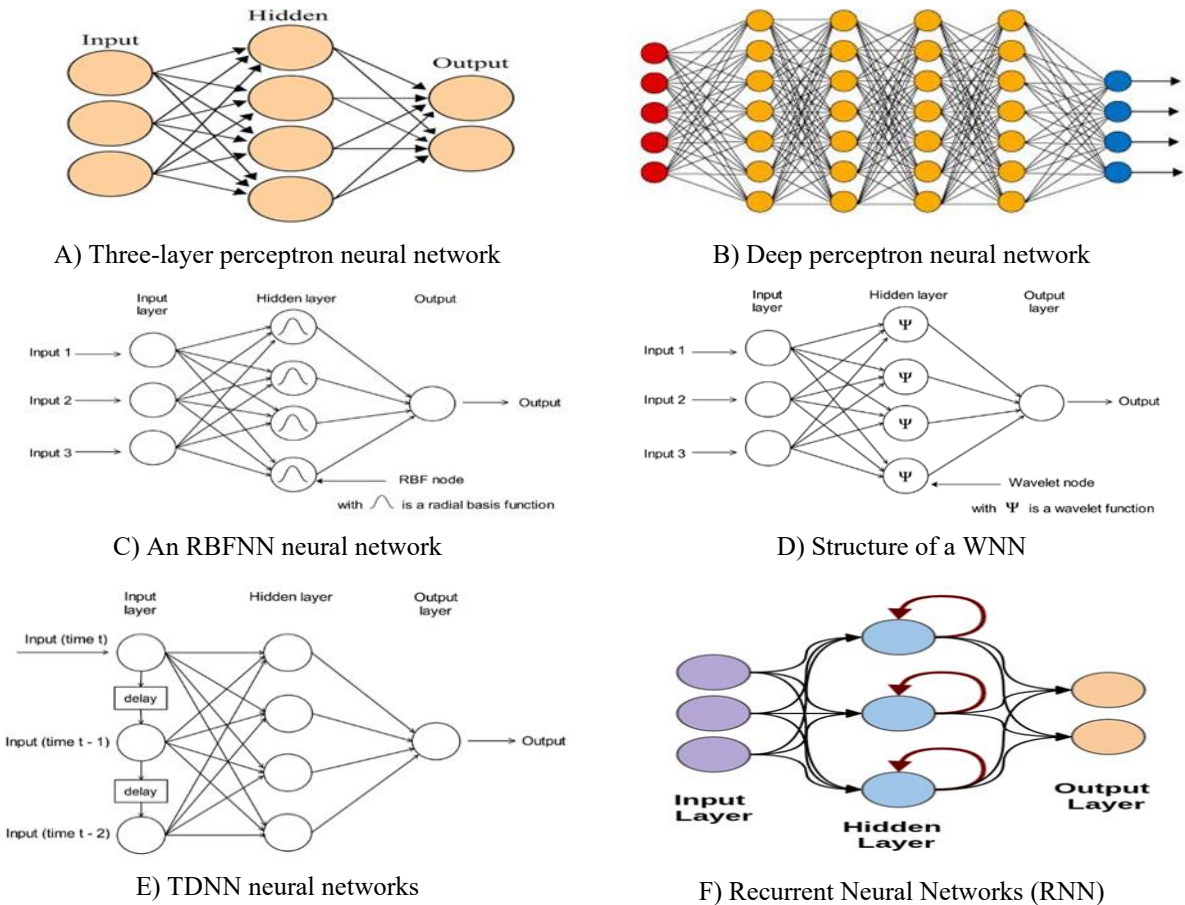 Input
Hidden
Output
A) Three-layer perceptron neural network
B) Deep perceptron neural network
Input
layer
Hidden layer
Output
Input 1
Input 2
Input 3
Output
RBF node
with is a radial basis function
C) An RBFNN neural network
Input
layer
Hidden layer
Output
layer
Input 1
Input 2
Input 3
Output
Wavelet node
Ψ
Ψ
Ψ
Ψ
with Ψ is a wavelet function
D) Structure of a WNN
Input
layer
Hidden layer
Output
layer
Input (time t)
delay
Input (time t - 1)
delay
Input (time t - 2)
Output
E) TDNN neural networks
Input
Layer
Hidden
Layer
Output
Layer
F) Recurrent Neural Networks (RNN)